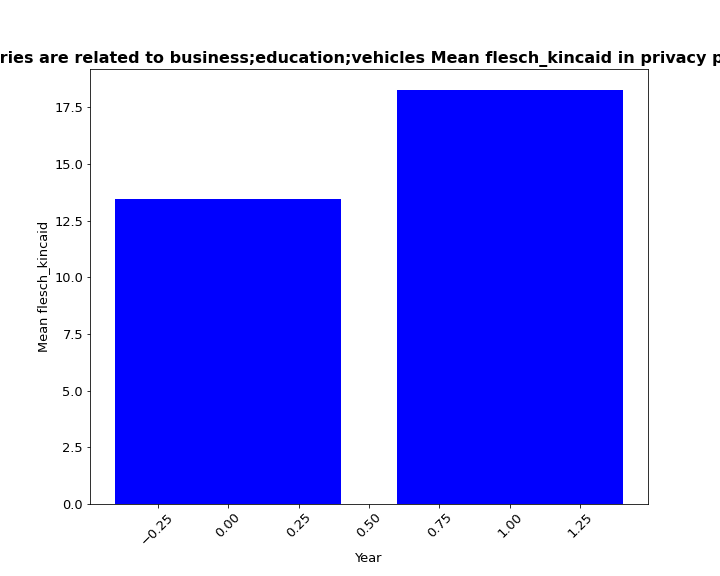 ries are related to business;education;vehicles Mean flesch_kincaid in privacy p
17.5
15.0
12.5
10.0
7.5
5.0
2.5
0.0
Mean flesch_kincaid
−0.25 0.00 0.25 0.50 0.75 1.00 1.25
Year